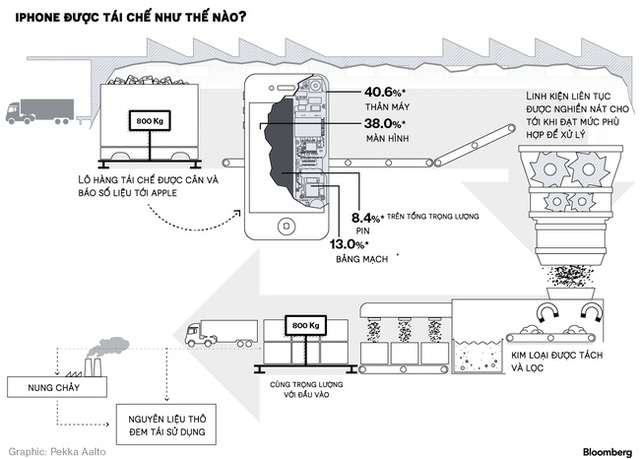 IPHONE ĐƯỢC TÁI CHẾ NHƯ THẾ NÀO?
800 Kg
LÔ HÀNG TÁI CHẾ ĐƯỢC CÂN VÀ
BÁO SỐ LIỆU TỚI APPLE
40.6%*
THÂN MÁY
38.0%*
MÀN HÌNH
8.4%* TRÊN TỔNG TRỌNG LƯỢNG
PIN
13.0%*
BẢNG MẠCH
LINH KIỆN LIÊN TỤC
ĐƯỢC NGHIỀN NÁT CHO
TỚI KHI ĐẠT MỨC PHÙ
HỢP ĐỂ XỬ LÝ
KIM LOẠI ĐƯỢC TÁCH
VÀ LỌC
800 Kg
CÙNG TRỌNG LƯỢNG
VỚI ĐẦU VÀO
NUNG CHẢY
NGUYÊN LIỆU THÔ
ĐEM TÁI SỬ DỤNG
Graphic: Pekka Aalto
Bloomberg